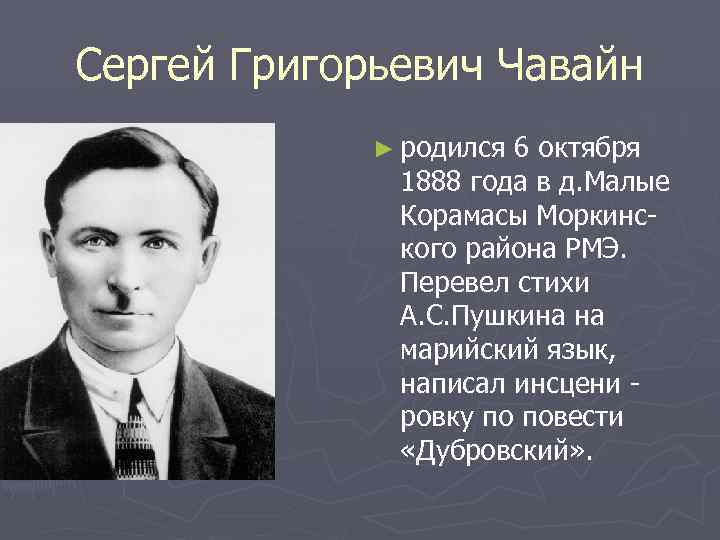 Сергей Григорьевич Чавайн
► родился 6 октября
1888 года в д.Малые
Корамасы Моркинс-
кого района РМЭ.
Перевел стихи
А.С.Пушкина на
марийский язык,
написал инсцени -
ровку по повести
«Дубровский».